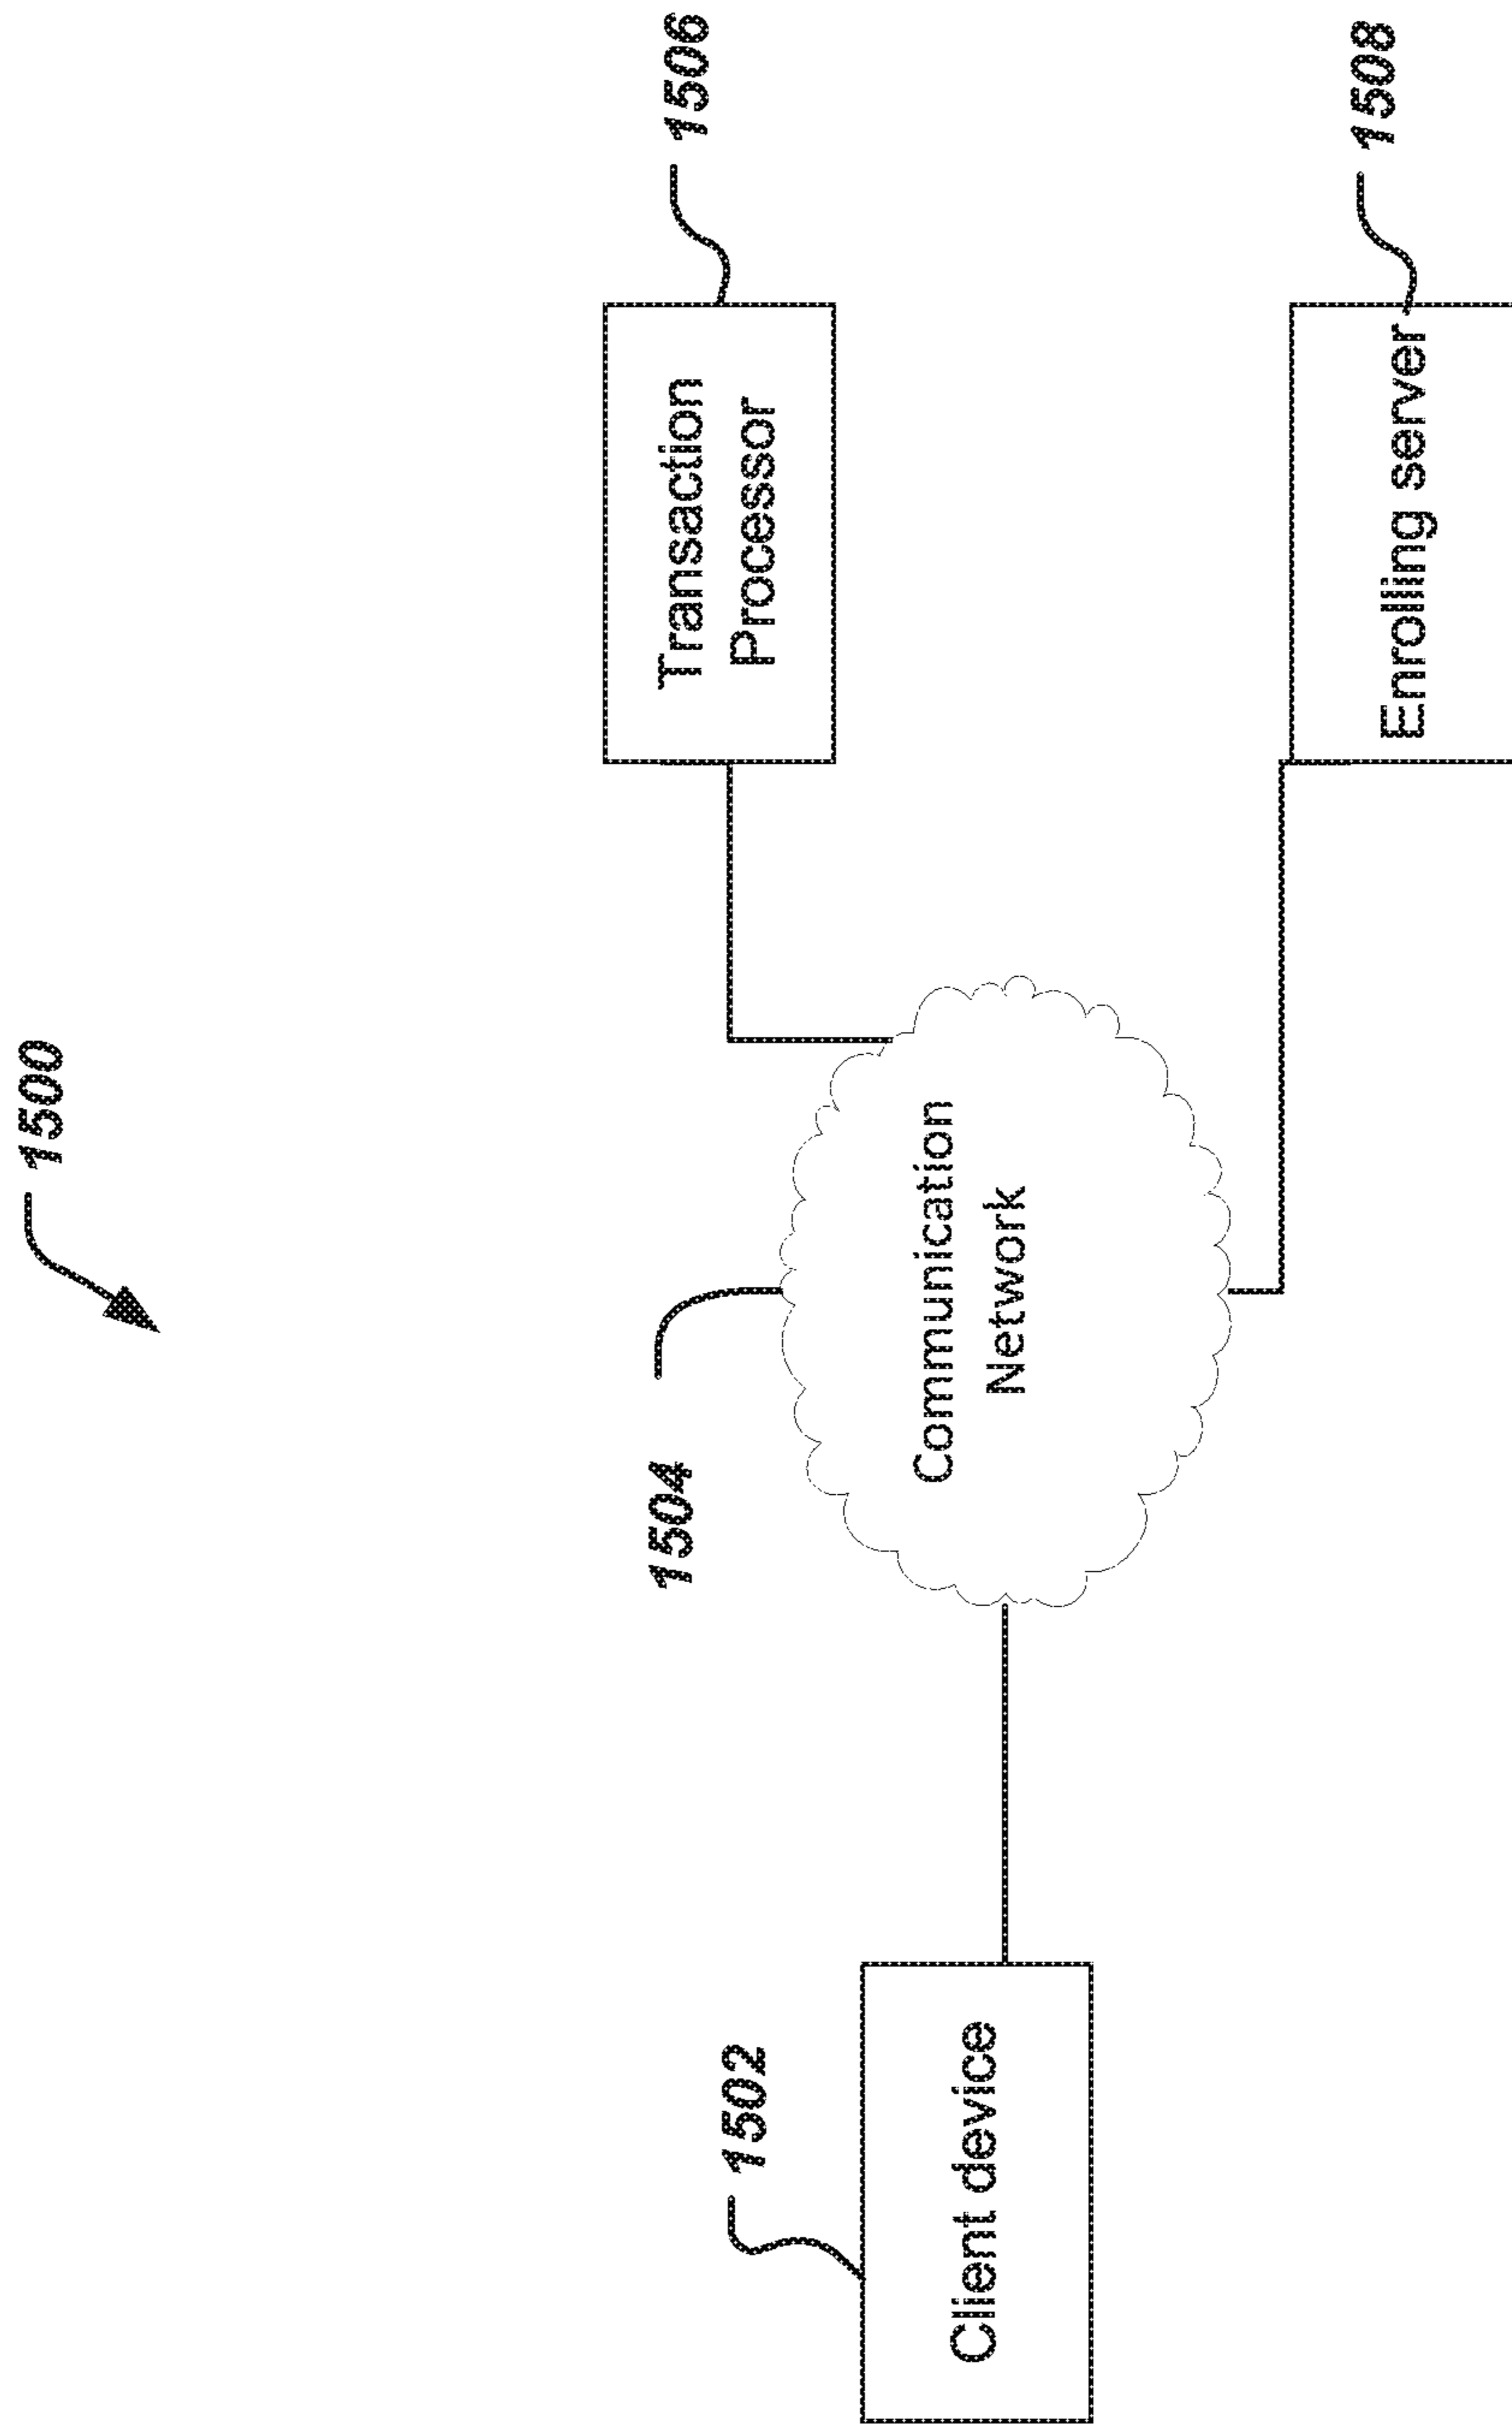 1500
1506
Transaction
Processor
1504
Communication
Network
1502
Client device
1508
Enrolling server